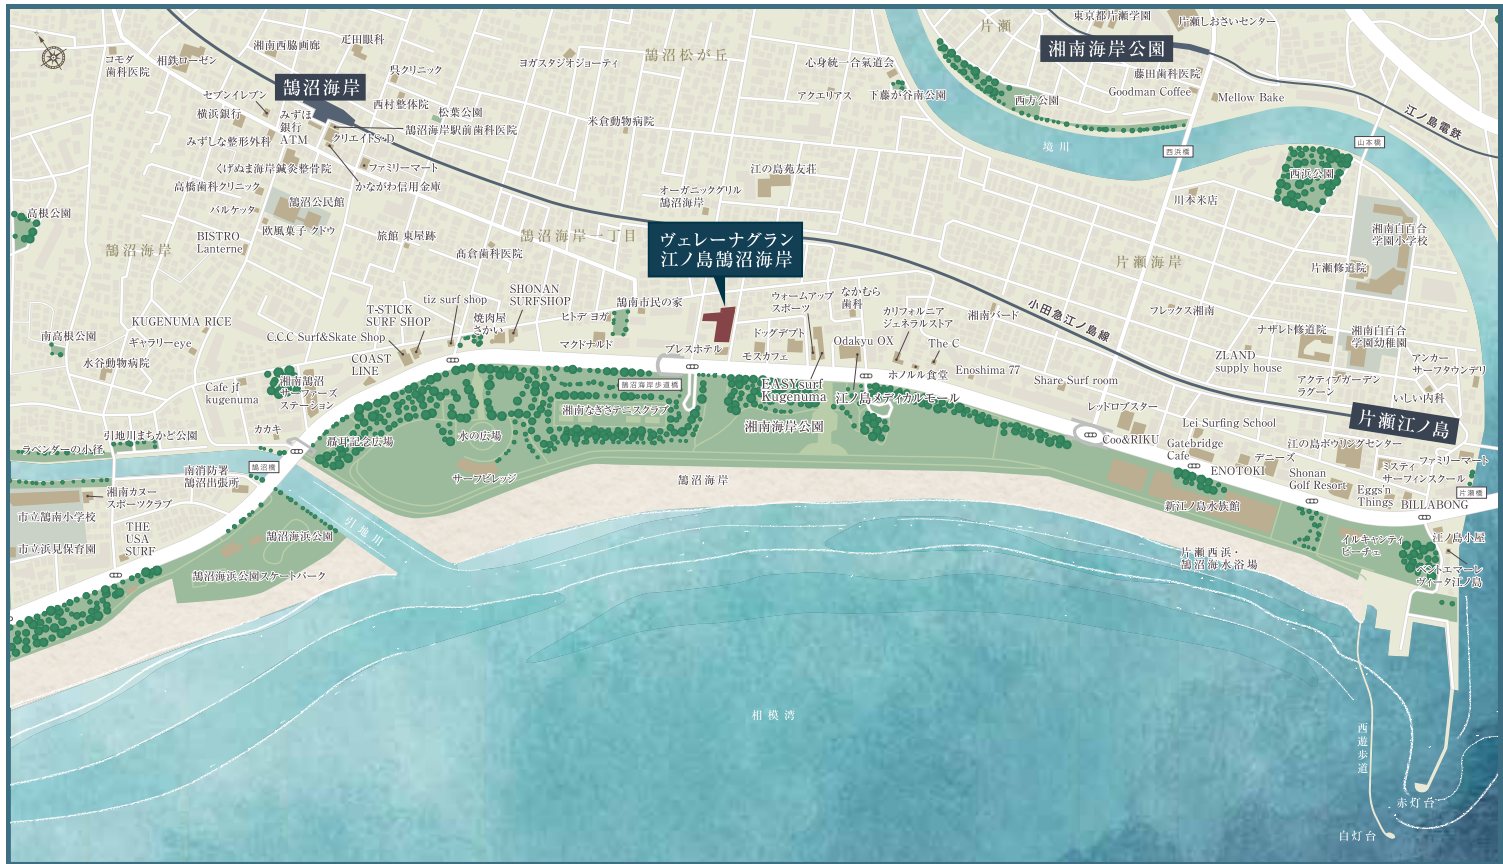 片瀬
東京都片瀬学園
片瀬しおさいセンター
湘南海岸公園
藤田歯科医院
Goodman Coffee
Mellow Bake
江ノ島電鉄
山本橋
西浜橋
境川
西方公園
下藤が谷南公園
心身統一合氣道会
アクエリアス
鵠沼松が丘
ヨガスタジオジョーティ
米倉動物病院
疋田眼科
湘南西脇画廊
相鉄ローゼン
コモダ
歯科医院
呉クリニック
鵠沼海岸
セブンイレブン
横浜銀行
みずほ
銀行
ATM
西村整体院
松葉公園
鵠沼海岸駅前歯科医院
クリエイトS・D
みずしな整形外科
くげぬま海岸鍼灸整骨院
ファミリーマート
かながわ信用金庫
高橋歯科クリニック
鵠沼公民館
バルケッタ
欧風菓子 クドウ
BISTRO
Lanterne
旅館 東屋跡
高倉歯科医院
高根公園
鵠沼海岸
鵠沼海岸一丁目
江の島苑友荘
オーガニックグリル
鵠沼海岸
ヴェレーナグラン
江ノ島鵠沼海岸
西浜公園
川本米店
湘南白百合
学園小学校
片瀬修道院
片瀬海岸
小田急江ノ島線
フレックス湘南
ナザレト修道院
湘南白百合
学園幼稚園
アンカー
サーフタウンデリ
ZLAND
supply house
アクティブガーデン
ラグーン
いしい内科
片瀬江ノ島
SHONAN
SURFSHOP
tiz surf shop
T-STICK
SURF SHOP
C.C.C Surf&Skate Shop
焼肉屋
さかい
ヒトデ ヨガ
鵠南市民の家
マクドナルド
プレスホテル
ウォームアップ
スポーツ
なかむら
歯科
カリフォルニア
ジェネラルストア
湘南バード
ドッグデプト
モスカフェ
Odakyu OX
The C
ホノルル食堂
Enoshima 77
Share Surf room
EASYsurf
Kugenuma
江ノ島メディカルモール
レッドロブスター
Lei Surfing School
Coo&RIKU
Gatebridge
Cafe
江の島ボウリングセンター
デニーズ
ENOTOKI
Shonan
Golf Resort
ミスティ
サーフィンスクール
ファミリーマート
Eggs'n
Things
BILLABONG
片瀬橋
南高根公園
KUGENUMA RICE
ギャラリーeye
水谷動物病院
Cafe jf
kugenuma
COAST
LINE
湘南鵠沼
サーファーズ
ステーション
カカキ
引地川まちかど公園
ラベンダーの小径
鵠沼橋
南消防署
鵠沼出張所
湘南カヌー
スポーツクラブ
市立鵠南小学校
市立浜見保育園
THE
USA
SURF
聶耳記念広場
水の広場
サーフビレッジ
湘南なぎさテニスクラブ
鵠沼海岸歩道橋
湘南海岸公園
鵠沼海岸
引地川
鵠沼海浜公園
鵠沼海浜公園スケートパーク
新江ノ島水族館
片瀬西浜・
鵠沼海水浴場
イルキャンティ
ビーチェ
江ノ島小屋
ベントエマーレ
ヴィータ江ノ島
相模湾
西遊歩道
赤灯台
白灯台